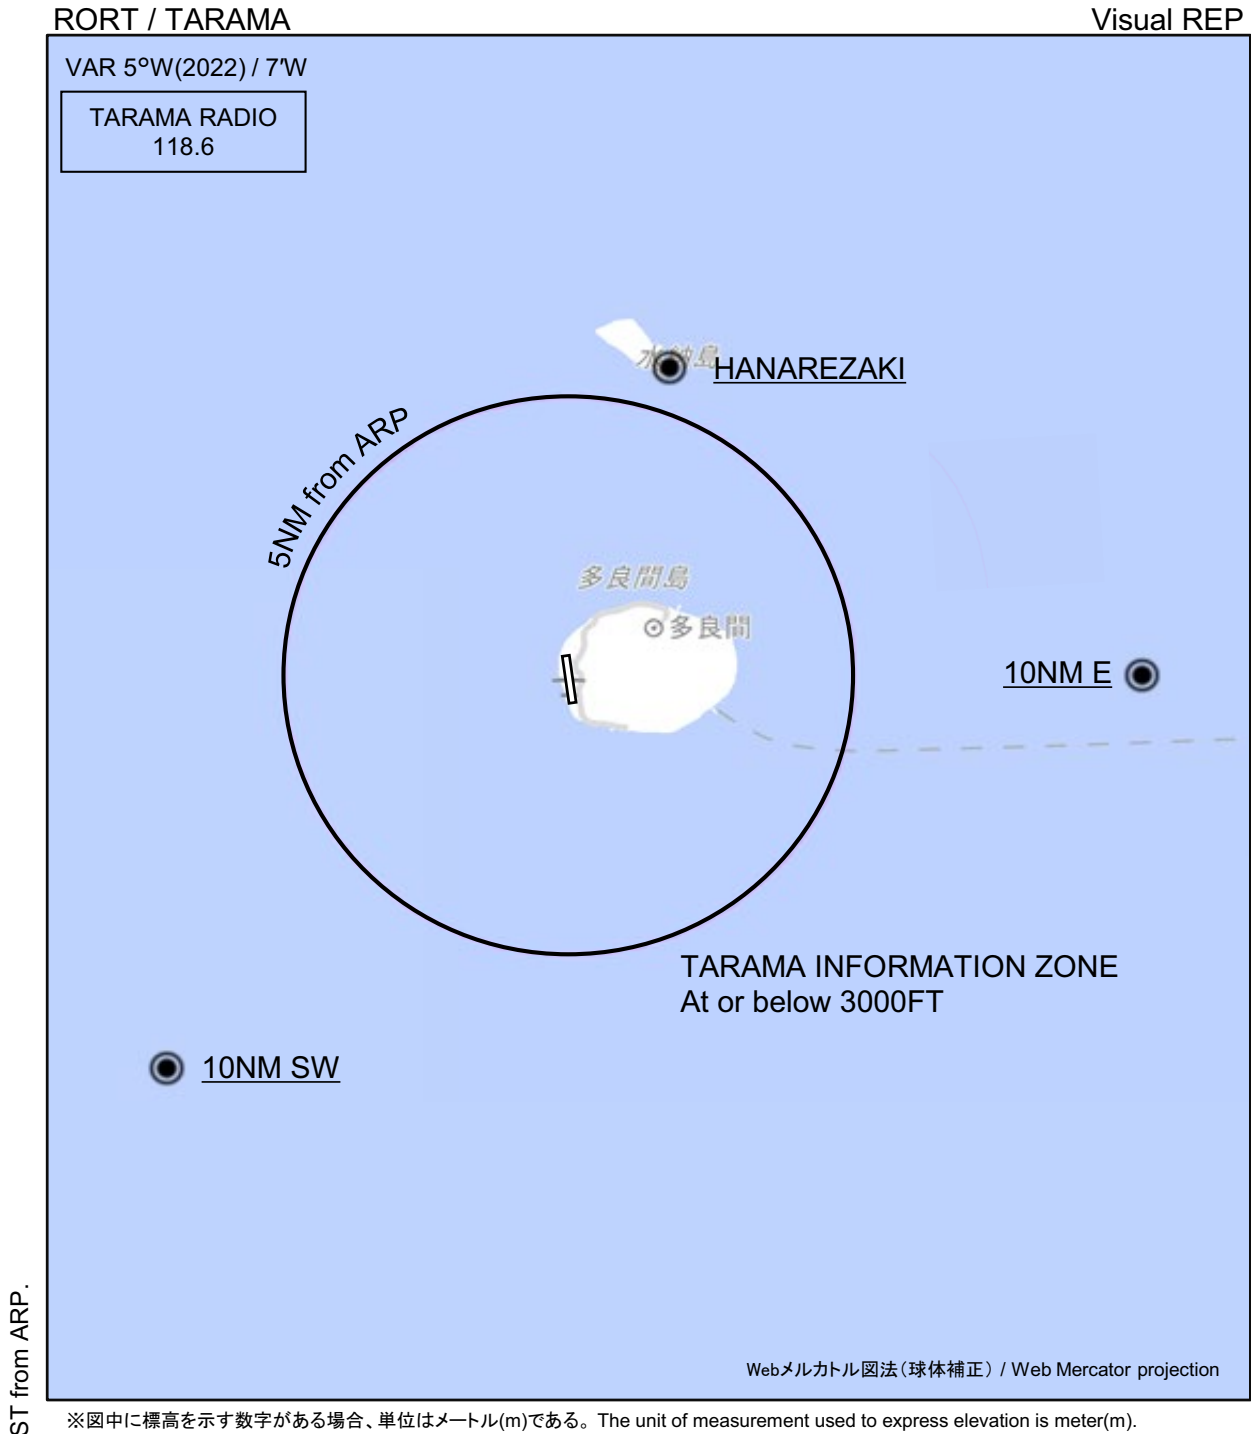 RORT / TARAMA
Visual REP
VAR 5°W(2022) / 7'W
TARAMA RADIO
118.6
水納島
HANAREZAKI
5NM from ARP
多良間島
多良間
10NM E
TARAMA INFORMATION ZONE
At or below 3000FT
10NM SW
ST from ARP.
Webメルカトル図法(球体補正) / Web Mercator projection
※図中に標高を示す数字がある場合、単位はメートル(m)である。 The unit of measurement used to express elevation is meter(m).